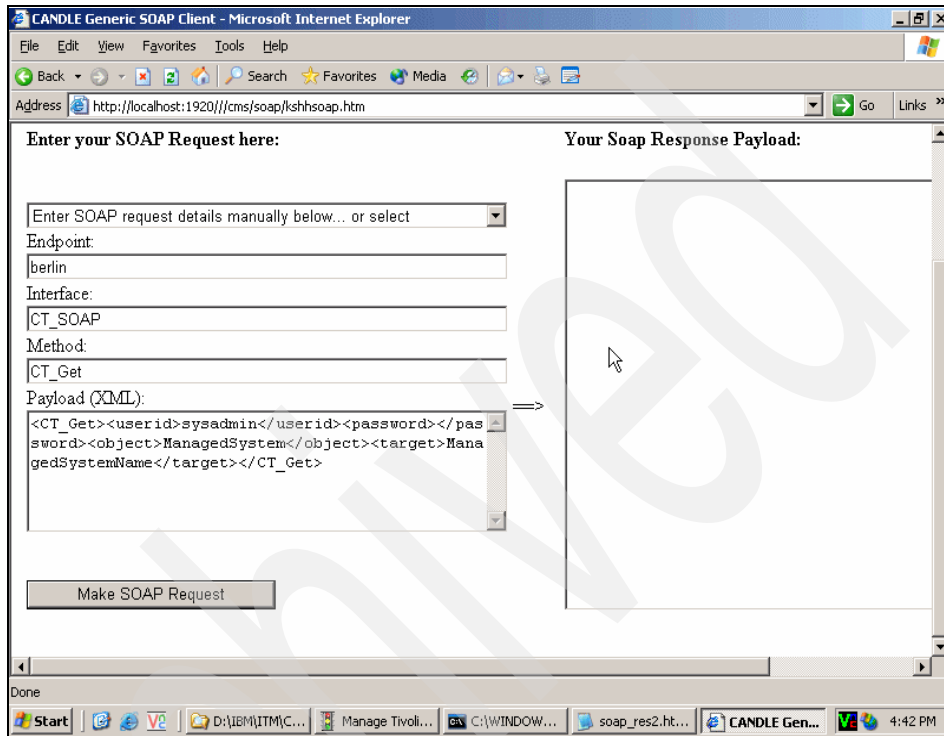 CANDLE Generic SOAP Client - Microsoft Internet Explorer
File Edit View Favorites Tools Help
Back Search Favorites Media
Address http://localhost:1920///cms/soap/kshhsoap.htm Go Links »
Enter your SOAP Request here: Your Soap Response Payload:
Enter SOAP request details manually below... or select
Endpoint:
berlin
Interface:
CT_SOAP
Method:
CT_Get
Payload (XML):
<CT_Get><userid>sysadmin</userid><password></pas
sword><object>ManagedSystem</object><target>Mana
gedSystemName</target></CT_Get>
==>
Make SOAP Request
Done
Start D:\IBM\ITM\C... Manage Tivoli... C:\WINDOW... soap_res2.ht... CANDLE Gen... 4:42 PM